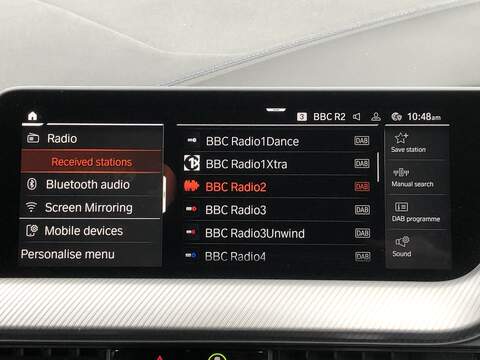 3 BBC R2 10:48am
Radio
Received stations
Bluetooth audio
Screen Mirroring
Mobile devices
Personalise menu
BBC Radio1Dance DAB
BBC Radio1Xtra DAB
BBC Radio2 DAB
BBC Radio3 DAB
BBC Radio3Unwind DAB
BBC Radio4 DAB
Save station
Manual search
DAB programme
Sound